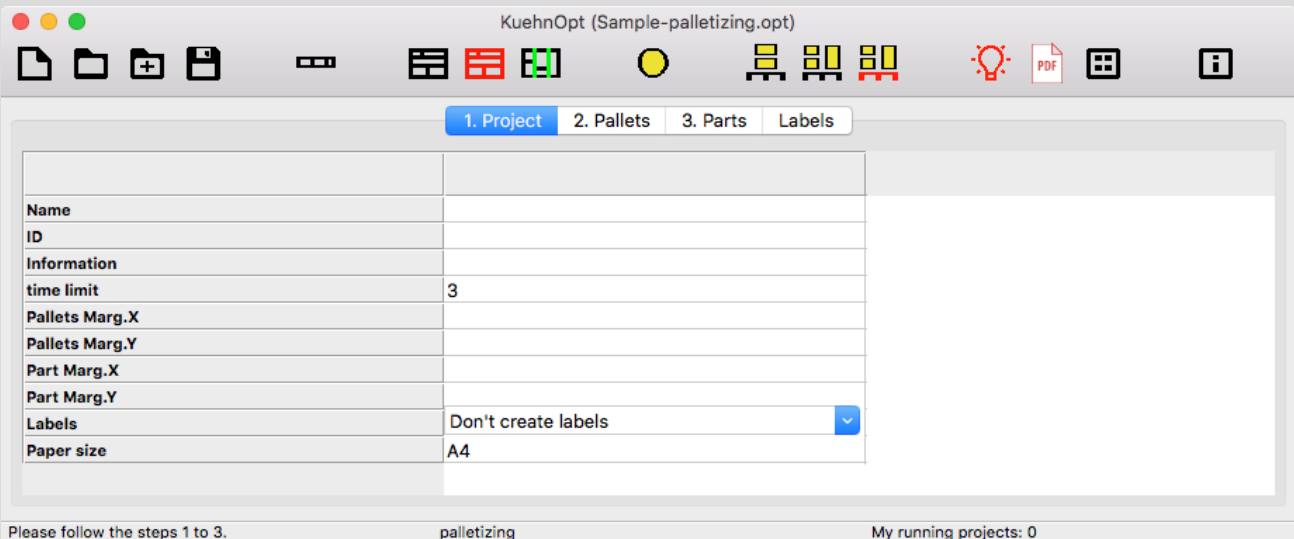 KuehnOpt (Sample-palletizing.opt)
PDF
1. Project 2. Pallets 3. Parts Labels
Name
ID
Information
time limit 3
Pallets Marg.X
Pallets Marg.Y
Part Marg.X
Part Marg.Y
Labels Don't create labels
Paper size A4
Please follow the steps 1 to 3. palletizing My running projects: 0